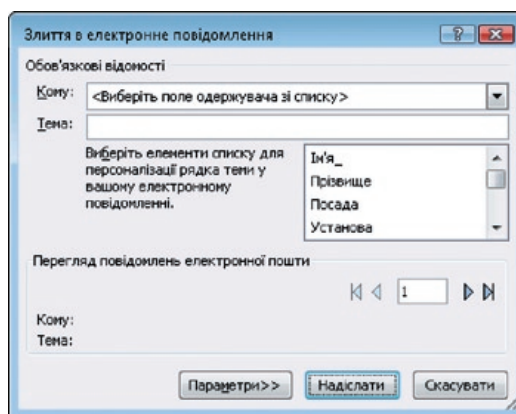 Злиття в електронне повідомлення
Обов'язкові відомості
Кому: <Виберіть поле одержувача зі списку>
Тема:
Виберіть елементи списку для
персоналізації рядка теми у
вашому електронному
повідомленні.
Ім'я_
Прізвище
Посада
Установа
Перегляд повідомлень електронної пошти
1
Кому:
Тема:
Параметри>> Надіслати Скасувати